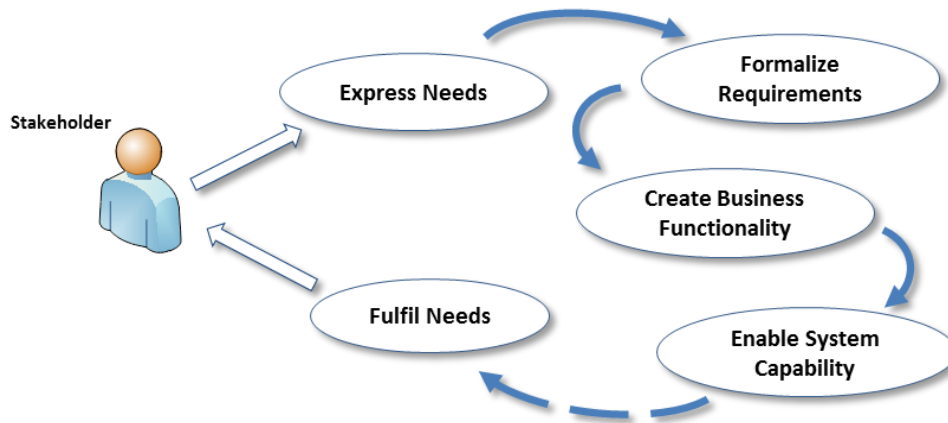 Stakeholder
Express Needs
Formalize
Requirements
Create Business
Functionality
Enable System
Capability
Fulfil Needs